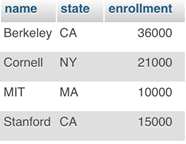 name state enrollment
Berkeley CA 36000
Cornell NY 21000
MIT MA 10000
Stanford CA 15000